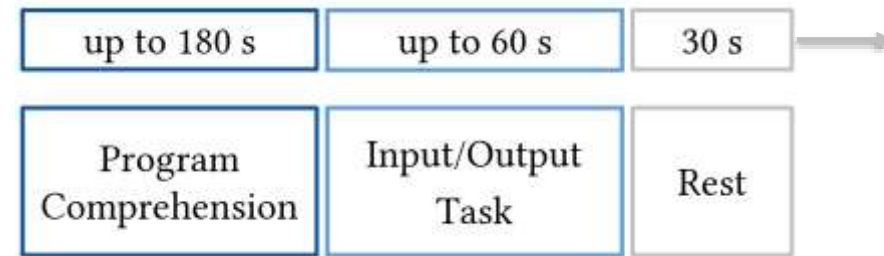 up to 180 s
up to 60 s
30 s
Program
Comprehension
Input/Output
Task
Rest